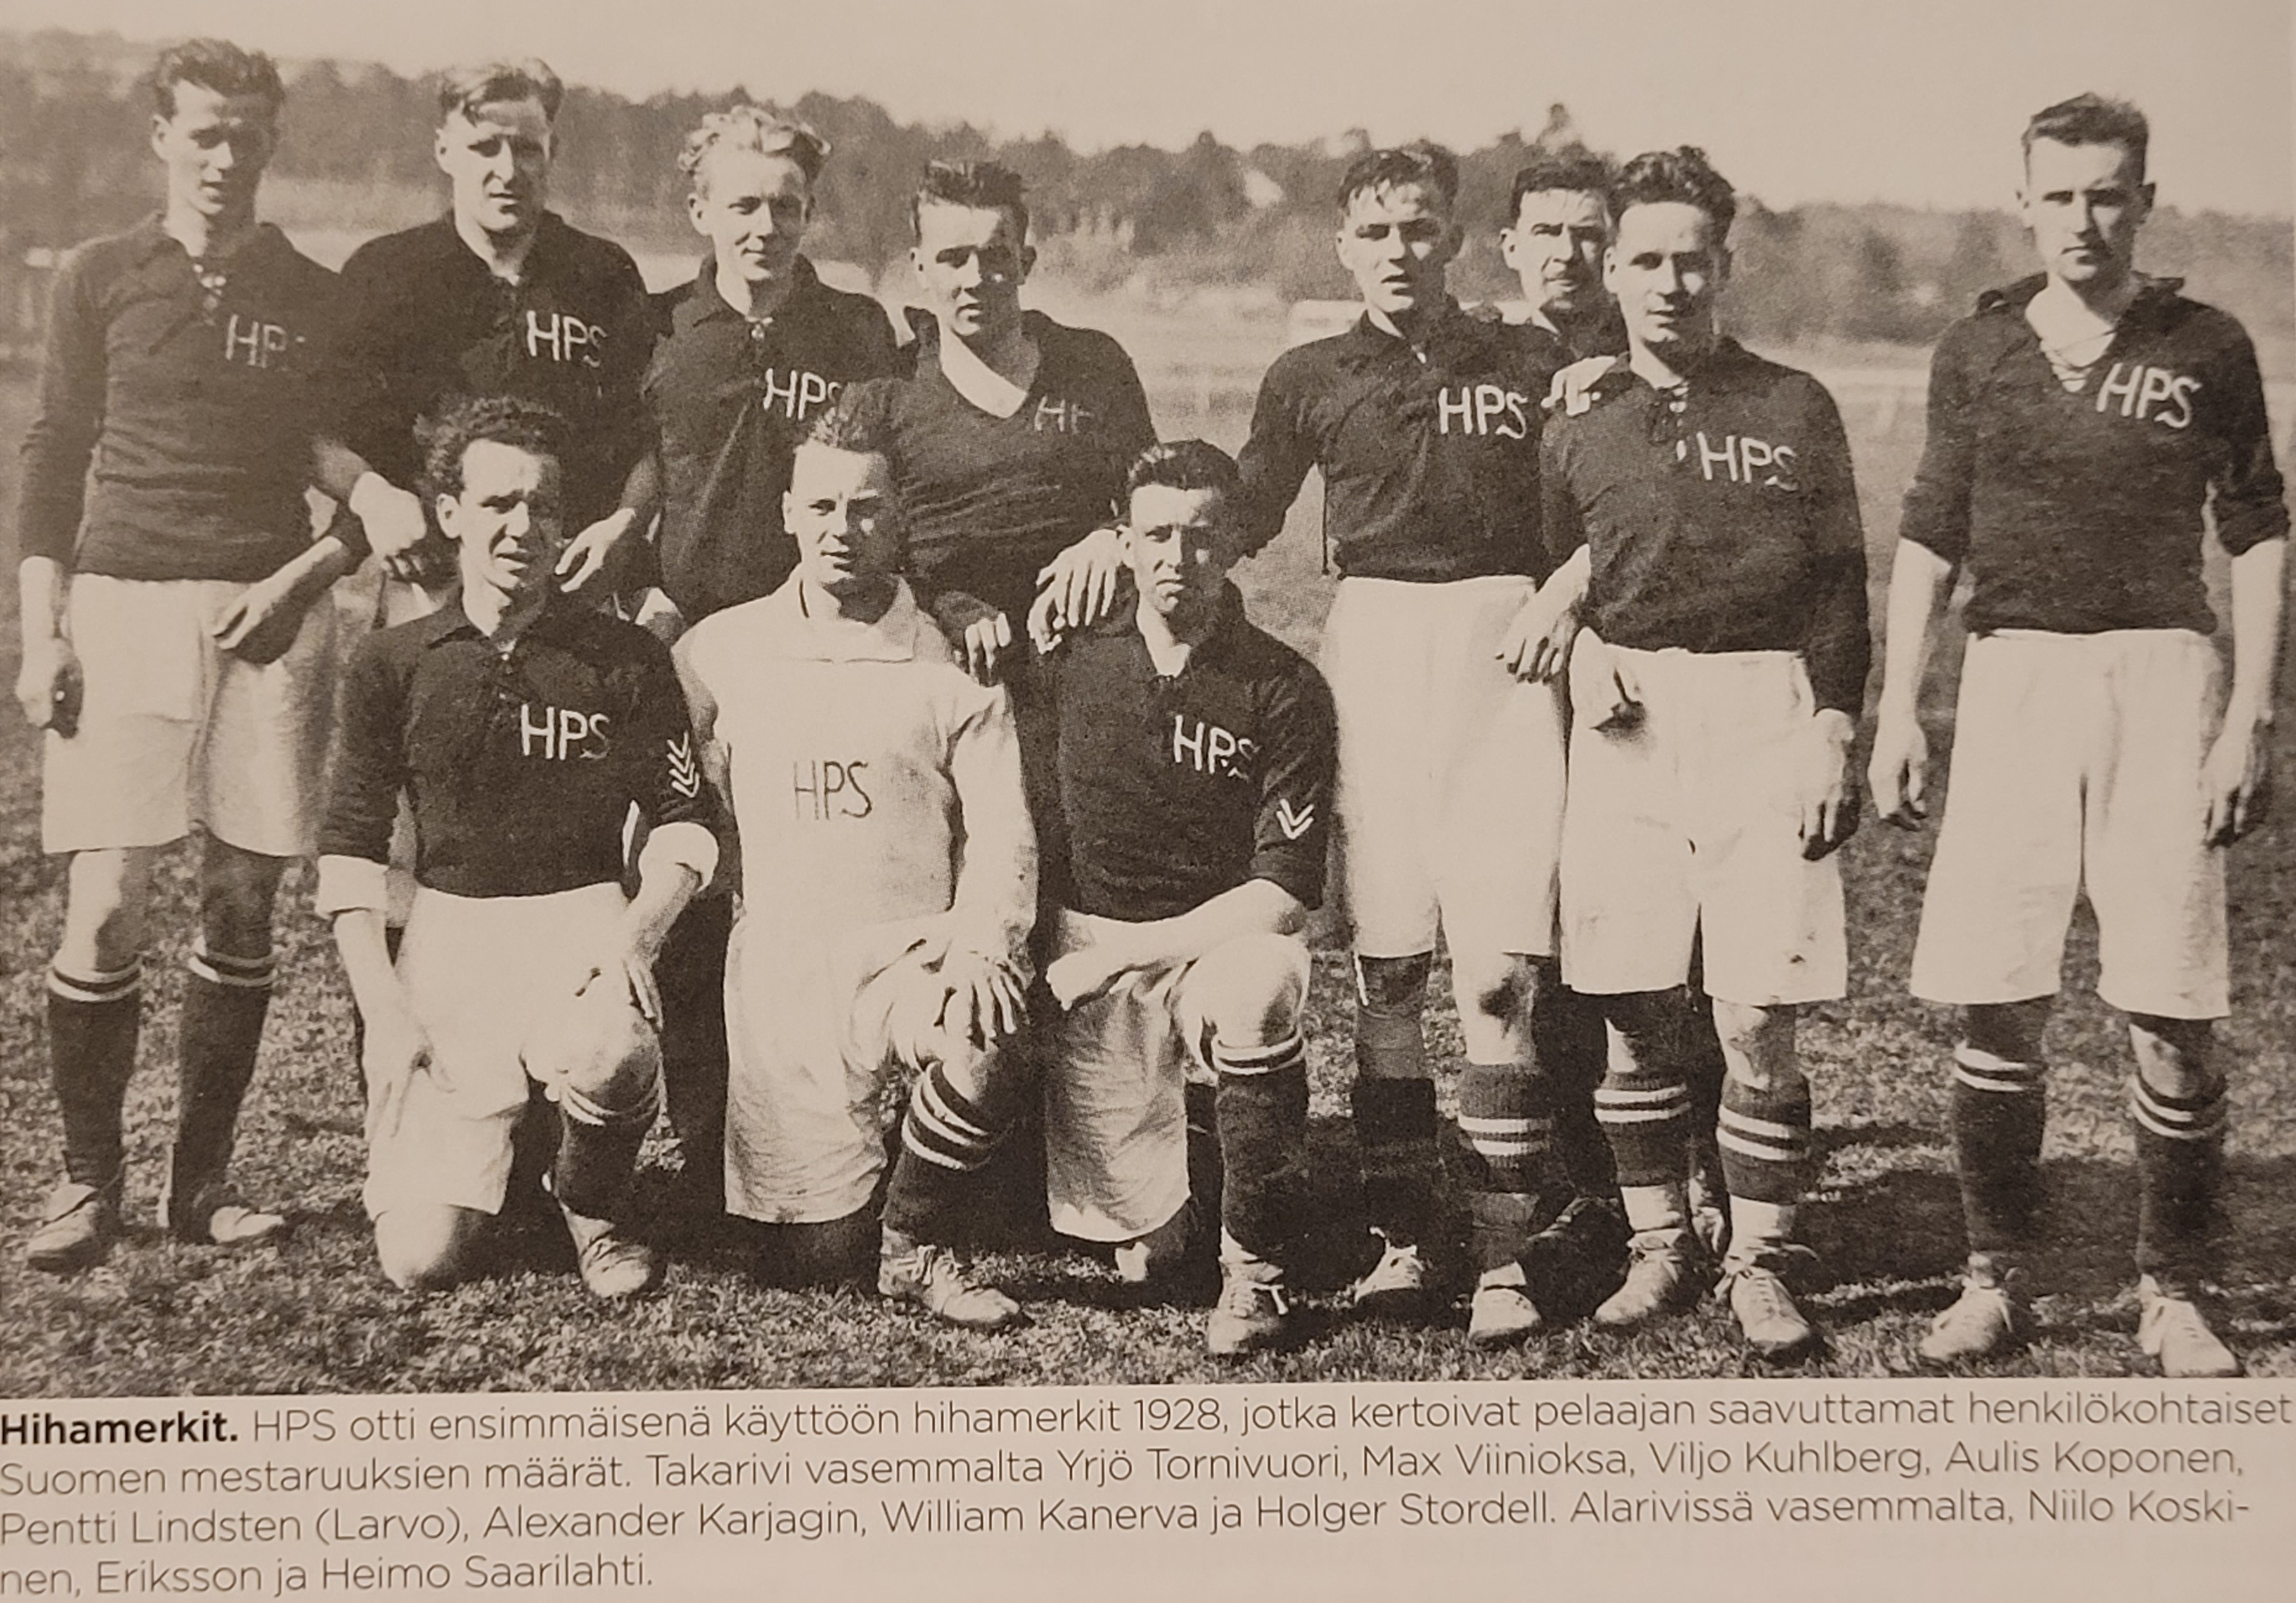 HP
HPS
HPS
HP
HPS
HPS
HPS
HPS
HPS
HPS
Hihamerkit. HPS otti ensimmäisenä käyttöön hihamerkit 1928, jotka kertoivat pelaajan saavuttamat henkilökohtaiset
Suomen mestaruuksien määrät. Takarivi vasemmalta Yrjö Tornivuori, Max Viinioksa, Viljo Kuhlberg, Aulis Koponen,
Pentti Lindsten (Larvo), Alexander Karjagin, William Kanerva ja Holger Stordell. Alarivissä vasemmalta, Niilo Koski-
nen, Eriksson ja Heimo Saarilahti.